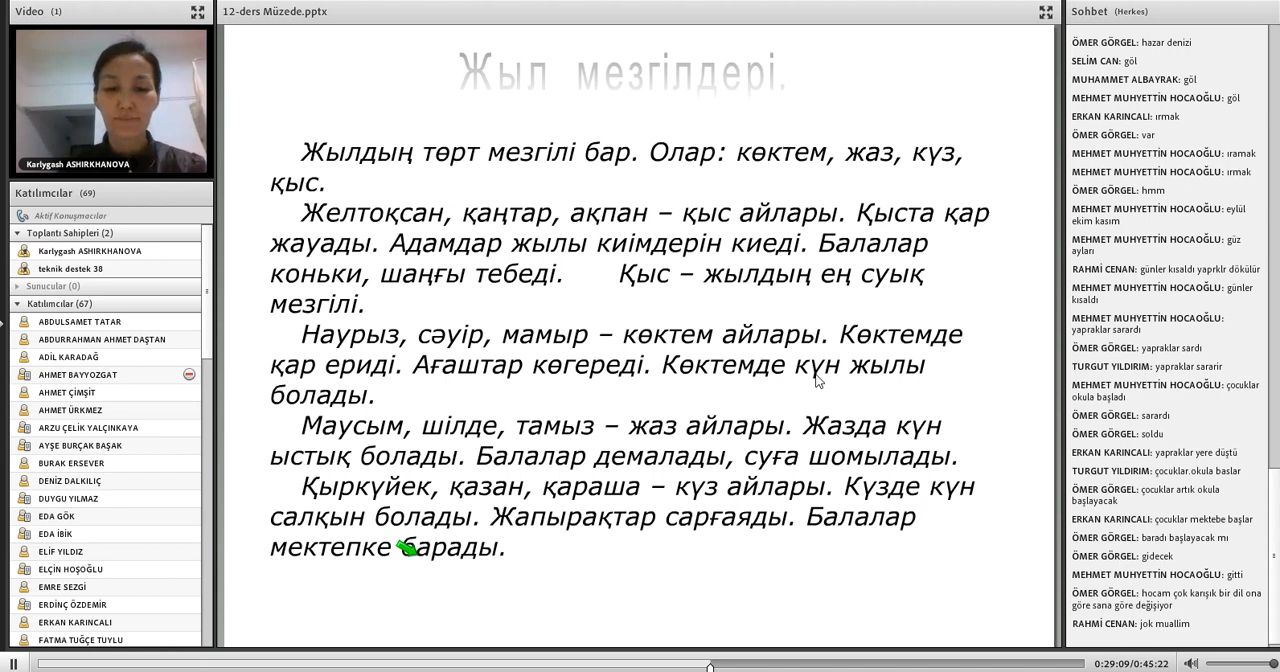 Video (1)
Karlygash ASHIRKHANOVA
Katılımcılar (69)
Aktif Konuşmacılar
Toplantı Sahipleri (2)
Karlygash ASHIRKHANOVA
teknik destek 38
Sunucular (0)
Katılımcılar (67)
ABDULSAMET TATAR
ABDURRAHMAN AHMET DAŞTAN
ADİL KARADAĞ
AHMET BAYYOZGAT
AHMET ÇİMŞİT
AHMET ÜRKMEZ
ARZU ÇELİK YALÇINKAYA
AYŞE BURÇAK BAŞAK
BURAK ERSEVER
DENİZ DALKILIÇ
DUYGU YILMAZ
EDA GÖK
EDA İBİK
ELİF YILDIZ
ELÇİN HOŞOĞLU
EMRE SEZGİ
ERDİNÇ ÖZDEMİR
ERKAN KARINCALI
FATMA TUĞÇE TUYLU
12-ders Müzede.pptx
Жыл мезгілдері.
Жылдың төрт мезгілі бар. Олар: көктем, жаз, күз,
қыс.
Желтоқсан, қаңтар, ақпан – қыс айлары. Қыста қар
жауады. Адамдар жылы киімдерін киеді. Балалар
коньки, шаңғы тебеді. Қыс – жылдың ең суық
мезгілі.
Наурыз, сәуір, мамыр – көктем айлары. Көктемде
қар ериді. Ағаштар көгереді. Көктемде күн жылы
болады.
Маусым, шілде, тамыз – жаз айлары. Жазда күн
ыстық болады. Балалар демалады, суға шомылады.
Қыркүйек, қазан, қараша – күз айлары. Күзде күн
салқын болады. Жапырақтар сарғаяды. Балалар
мектепке барады.
Sohbet (Herkes)
ÖMER GÖRGEL: hazar denizi
SELİM CAN: göl
MUHAMMET ALBAYRAK: göl
MEHMET MUHYETTİN HOCAOĞLU: göl
ERKAN KARINCALI: ırmak
ÖMER GÖRGEL: var
MEHMET MUHYETTİN HOCAOĞLU: ıramak
MEHMET MUHYETTİN HOCAOĞLU: ırmak
ÖMER GÖRGEL: hmm
MEHMET MUHYETTİN HOCAOĞLU: eylül
ekim kasım
MEHMET MUHYETTİN HOCAOĞLU: güz
ayları
RAHMİ CENAN: günler kısaldı yaprklr dökülür
MEHMET MUHYETTİN HOCAOĞLU: günler
kısaldı
MEHMET MUHYETTİN HOCAOĞLU:
yapraklar sarardı
ÖMER GÖRGEL: yapraklar sardı
TURGUT YILDIRIM: yapraklar sararir
MEHMET MUHYETTİN HOCAOĞLU: çocuklar
okula başladı
ÖMER GÖRGEL: sarardı
ÖMER GÖRGEL: soldu
ERKAN KARINCALI: yapraklar yere düştü
TURGUT YILDIRIM: çocuklar.okula baslar
ÖMER GÖRGEL: çocuklar artık okula
başlayacak
ERKAN KARINCALI: çocuklar mektebe başlar
ÖMER GÖRGEL: baradı başlayacak mı
ÖMER GÖRGEL: gidecek
MEHMET MUHYETTİN HOCAOĞLU: gitti
ÖMER GÖRGEL: hocam çok karışık bir dil ona
göre sana göre değişiyor
RAHMİ CENAN: jok muallim
0:29:09/0:45:22